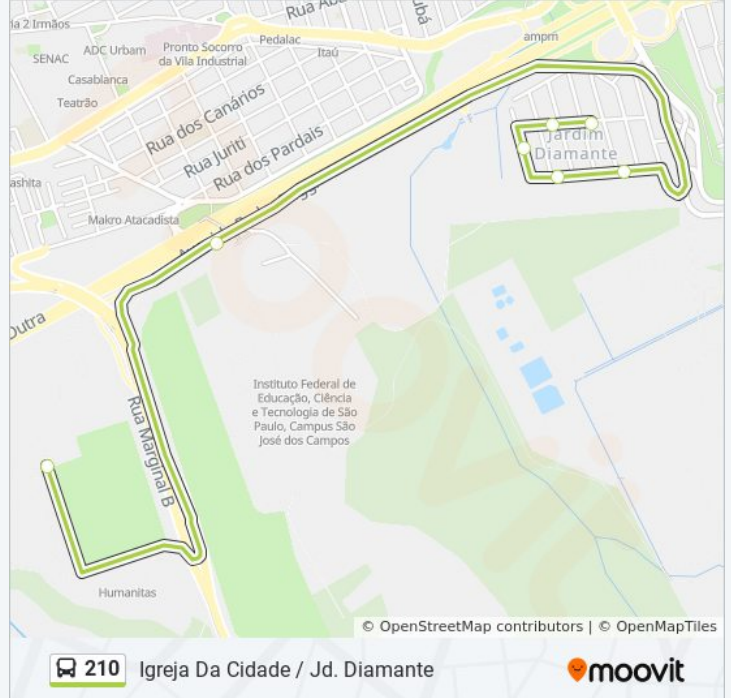 ia 2 Irmãos
Rua Aba
ubá
SENAC
ADC Urbam
Pronto Socorro
da Vila Industrial
Pedalac
Itaú
ampm
Casablanca
Teatrão
Rua dos Canários
Rua Juriti
Rua dos Pardais
Jardim
Diamante
ashita
Makro Atacadista
Dutra
Instituto Federal de
Educação, Ciência
e Tecnologia de São
Paulo, Campus São
José dos Campos
Rua Marginal B
Humanitas
© OpenStreetMap contributors | © OpenMapTiles
210 Igreja Da Cidade / Jd. Diamante
moovit